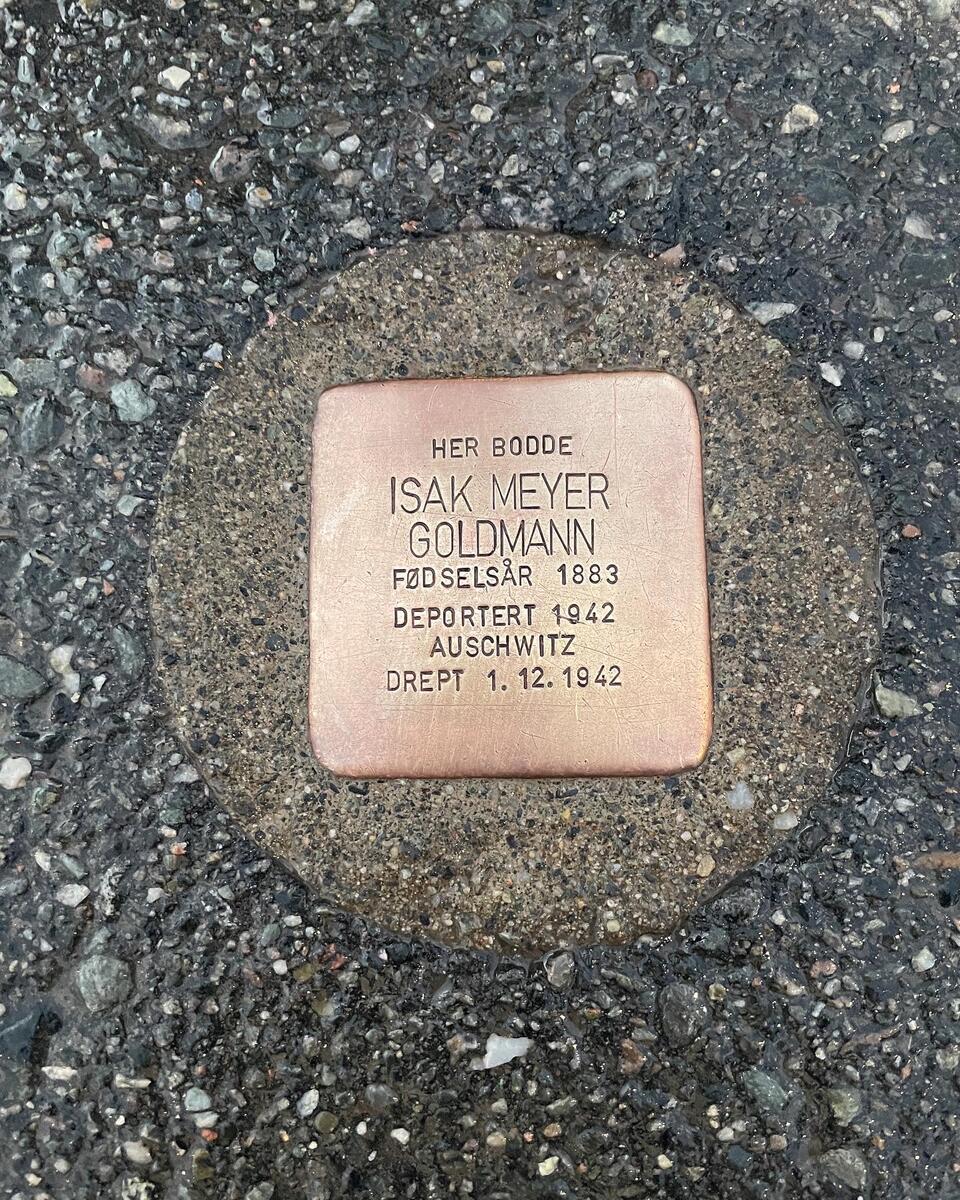 HER BODDE
ISAK MEYER
GOLDMANN
FØDSELSÅR 1883
DEPORTERT 1942
AUSCHWITZ
DREPT 1.12.1942